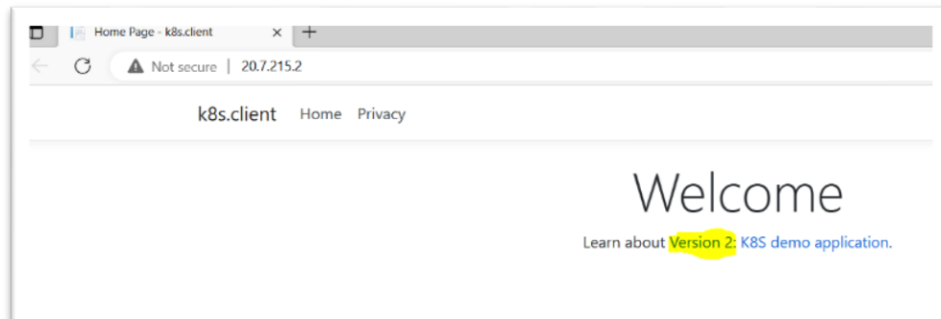 Home Page - k8s.client
Not secure | 20.7.215.2
k8s.client Home Privacy
Welcome
Learn about Version 2: K8S demo application.